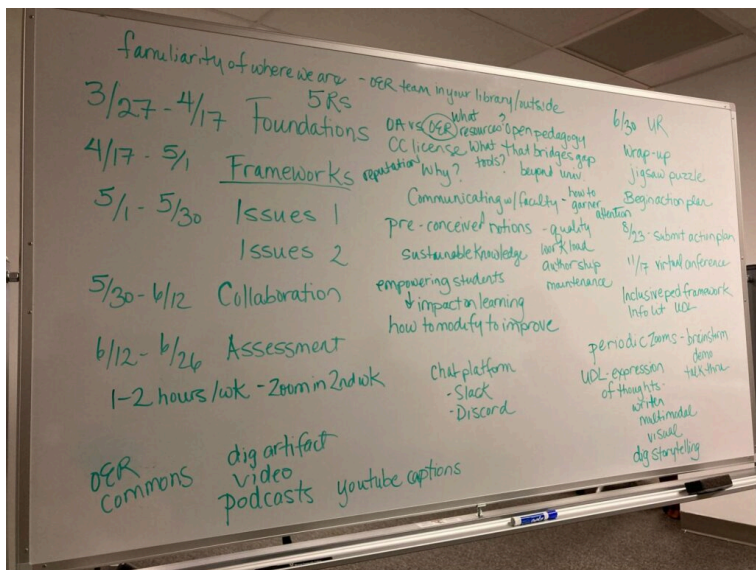 familiarity of where we are - OER team in your library/outside
5Rs
3/27 - 4/17 Foundations
4/17 - 5/1 Frameworks
5/1 - 5/30 Issues 1
Issues 2
5/30 - 6/12 Collaboration
6/12 - 6/26 Assessment
1-2 hours/wk - Zoom in 2nd wk
OER commons
dig artifact
video
podcasts youtube captions
OA vs OER What resources? open pedagogy
CC license What tools? that bridges gap
reputation Why? beyond univ.
Communicating w/ faculty - how to garner attention
pre-conceived notions - quality
sustainable knowledge workload
authorship
empowering students maintenance
& impact on learning
how to modify to improve
Chat platform
- Slack
- Discord
6/30 UR
Wrap-up
jigsaw puzzle
Begin action plan
8/23 - submit action plan
11/17 virtual conference
Inclusive ped framework
Info Lit UDL
periodic Zooms - brainstorm
demo
talk thru
UDL - expression
of thoughts -
written
multimodal
visual
dig storytelling